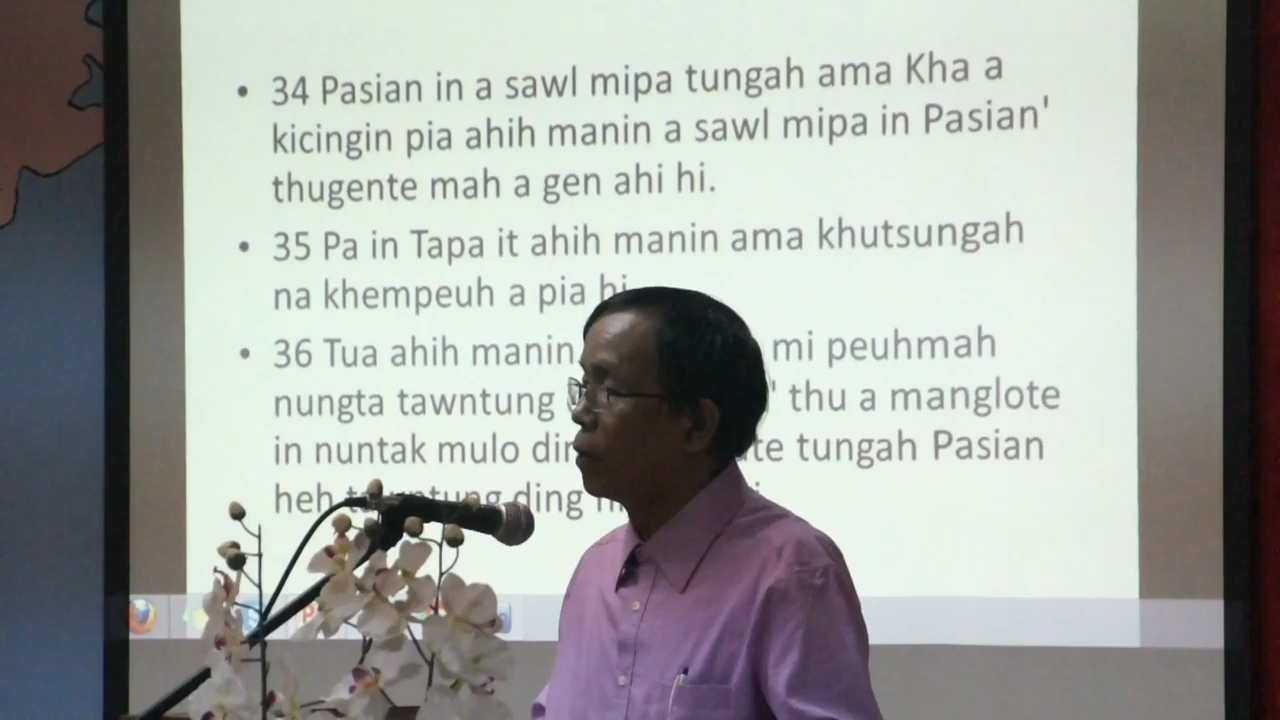 • 34 Pasian in a sawl mipa tungah ama Kha a
kicingin pia ahih manin a sawl mipa in Pasian'
thugente mah a gen ahi hi.
• 35 Pa in Tapa it ahih manin ama khutsungah
na khempeuh a pia hi
• 36 Tua ahih manin mi peuhmah
nungta tawntung thu a manglote
in nuntak mulo tungah Pasian
heh tawntung ding